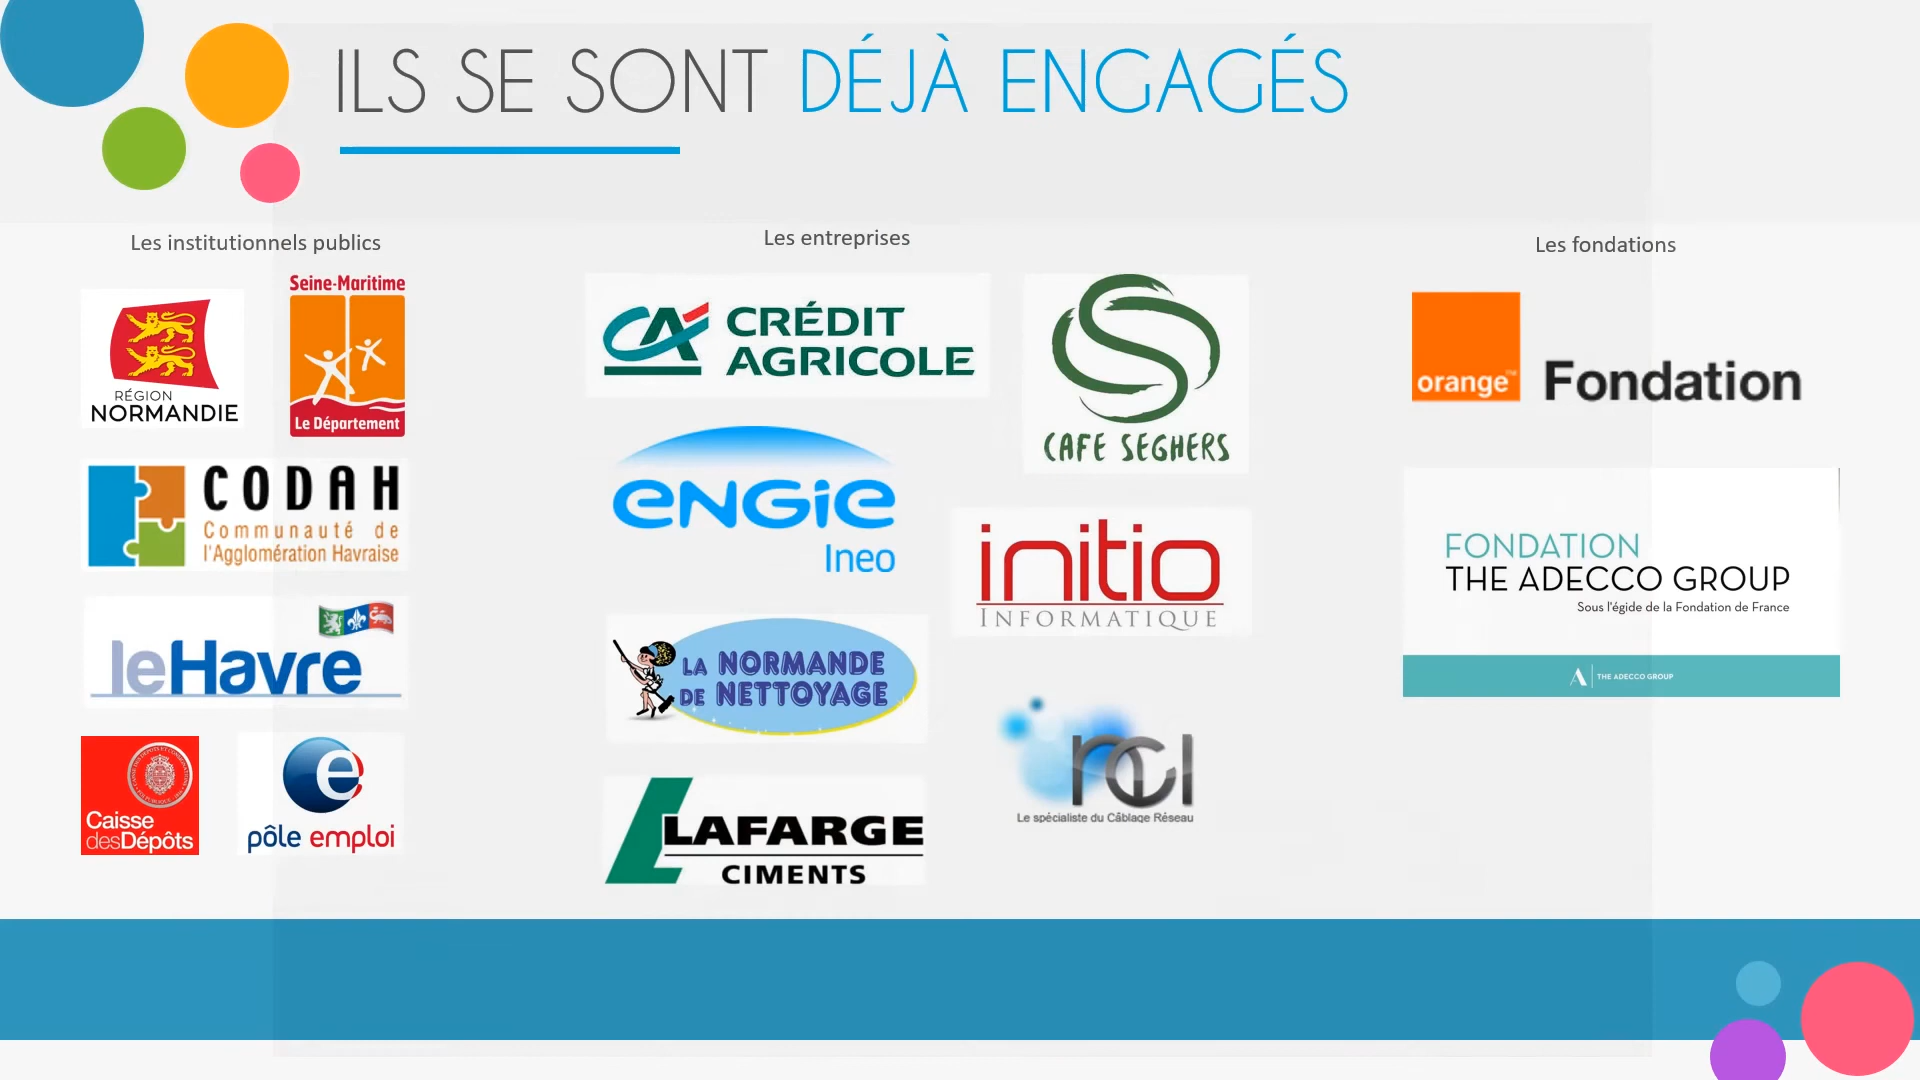 ILS SE SONT DÉJÀ ENGAGÉS
Les institutionnels publics
RÉGION
NORMANDIE
Seine-Maritime
Le Département
CODAH
Communauté de
l'Agglomération Havraise
leHavre
Caisse
desDépôts
pôle emploi
Les entreprises
CRÉDIT
AGRICOLE
CAFE SEGHERS
ENGIE
Ineo
initio
INFORMATIQUE
LA NORMANDE
DE NETTOYAGE
rcl
Le spécialiste du Câblage Réseau
LAFARGE
CIMENTS
Les fondations
orange™
Fondation
FONDATION
THE ADECCO GROUP
Sous l'égide de la Fondation de France
THE ADECCO GROUP